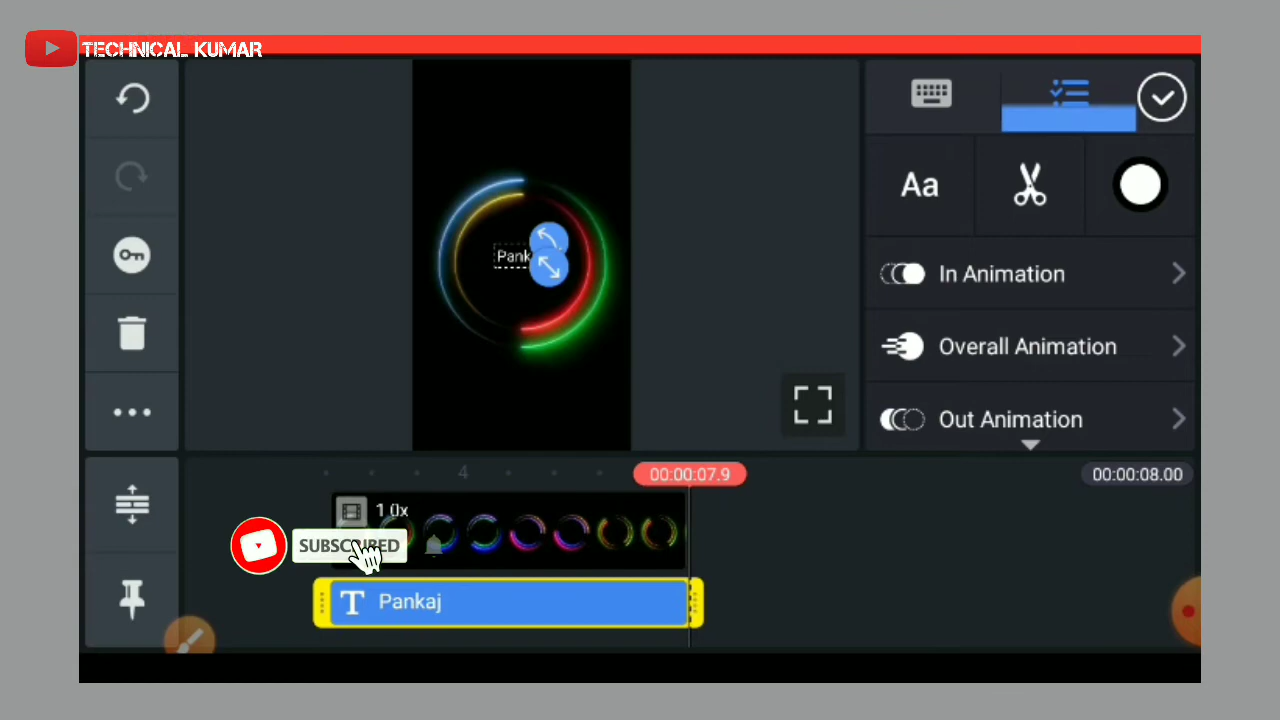 TECHNICAL KUMAR
Aa
Pank
In Animation
Overall Animation
Out Animation
4
00:00:07.9
00:00:08.00
1.0x
SUBSCRIBED
T Pankaj